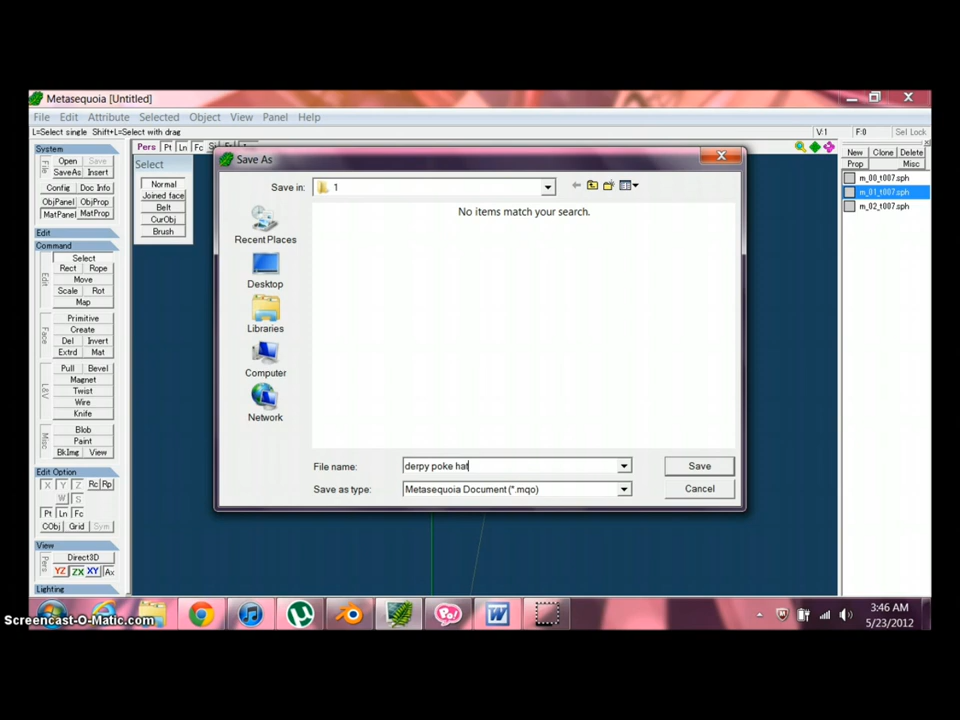 Metasequoia [Untitled]
File Edit Attribute Selected Object View Panel Help
L=Select single Shift+L=Select with drag V:1 F:0 Sel Lock
System
File
Open Save
SaveAs Insert
Config Doc Info
ObjPanel ObjProp
MatPanel MatProp
Edit
Command
Edit
Select
Rect Rope
Move
Scale Rot
Map
Face
Primitive
Create
Del Invert
Extrd Mat
L&V
Pull Bevel
Magnet
Twist
Wire
Knife
Misc
Blob
Paint
BkImg View
Edit Option
X Y Z Rc Rp
W S
Pt Ln Fc
CObj Grid Sym
View
Pers
Direct3D
YZ ZX XY Ax
Lighting
Pers Pt Ln Fc
Select
Normal
Joined face
Belt
CurObj
Brush
Save As
Save in: 1
No items match your search.
Recent Places
Desktop
Libraries
Computer
Network
File name: derpy poke hat Save
Save as type: Metasequoia Document (*.mqo) Cancel
New Clone Delete
Prop Misc
m_00_t007.sph
m_01_t007.sph
m_02_t007.sph
Po!
W
3:46 AM
5/23/2012
Screencast-O-Matic.com